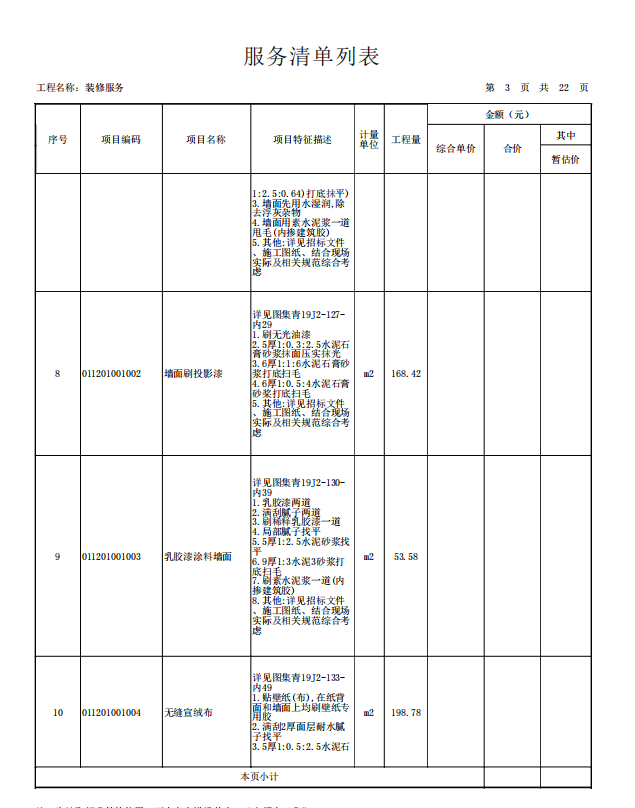 服务清单列表
工程名称：装修服务
第 3 页 共 22 页
序号
项目编码
项目名称
项目特征描述
计量
单位
工程量
金额（元）
综合单价
合价
其中
暂估价
1:2.5:0.64)打底抹平)
3.墙面先用水湿润,除
去浮灰杂物
4.墙面用素水泥浆一道
甩毛(内掺建筑胶)
5.其他:详见招标文件
、施工图纸、结合现场
实际及相关规范综合考
虑
8
011201001002
墙面刷投影漆
详见图集青19J2-127-
内29
1.刷无光油漆
2.5厚1:0.3:2.5水泥石
膏砂浆抹面压实抹光
3.6厚1:1:6水泥石膏砂
浆打底扫毛
4.6厚1:0.5:4水泥石膏
砂浆打底扫毛
5.其他:详见招标文件
、施工图纸、结合现场
实际及相关规范综合考
虑
m2
168.42
9
011201001003
乳胶漆涂料墙面
详见图集青19J2-130-
内39
1.乳胶漆两道
2.满刮腻子两道
3.刷稀释乳胶漆一道
4.局部腻子找平
5.5厚1:2.5水泥砂浆找
平
6.9厚1:3水泥3砂浆打
底扫毛
7.刷素水泥浆一道(内
掺建筑胶)
8.其他:详见招标文件
、施工图纸、结合现场
实际及相关规范综合考
虑
m2
53.58
10
011201001004
无缝宣绒布
详见图集青19J2-133-
内49
1.贴壁纸(布),在纸背
面和墙面上均刷壁纸专
用胶
2.满刮2厚面层耐水腻
子找平
3.5厚1:0.5:2.5水泥石
m2
198.78
本页小计